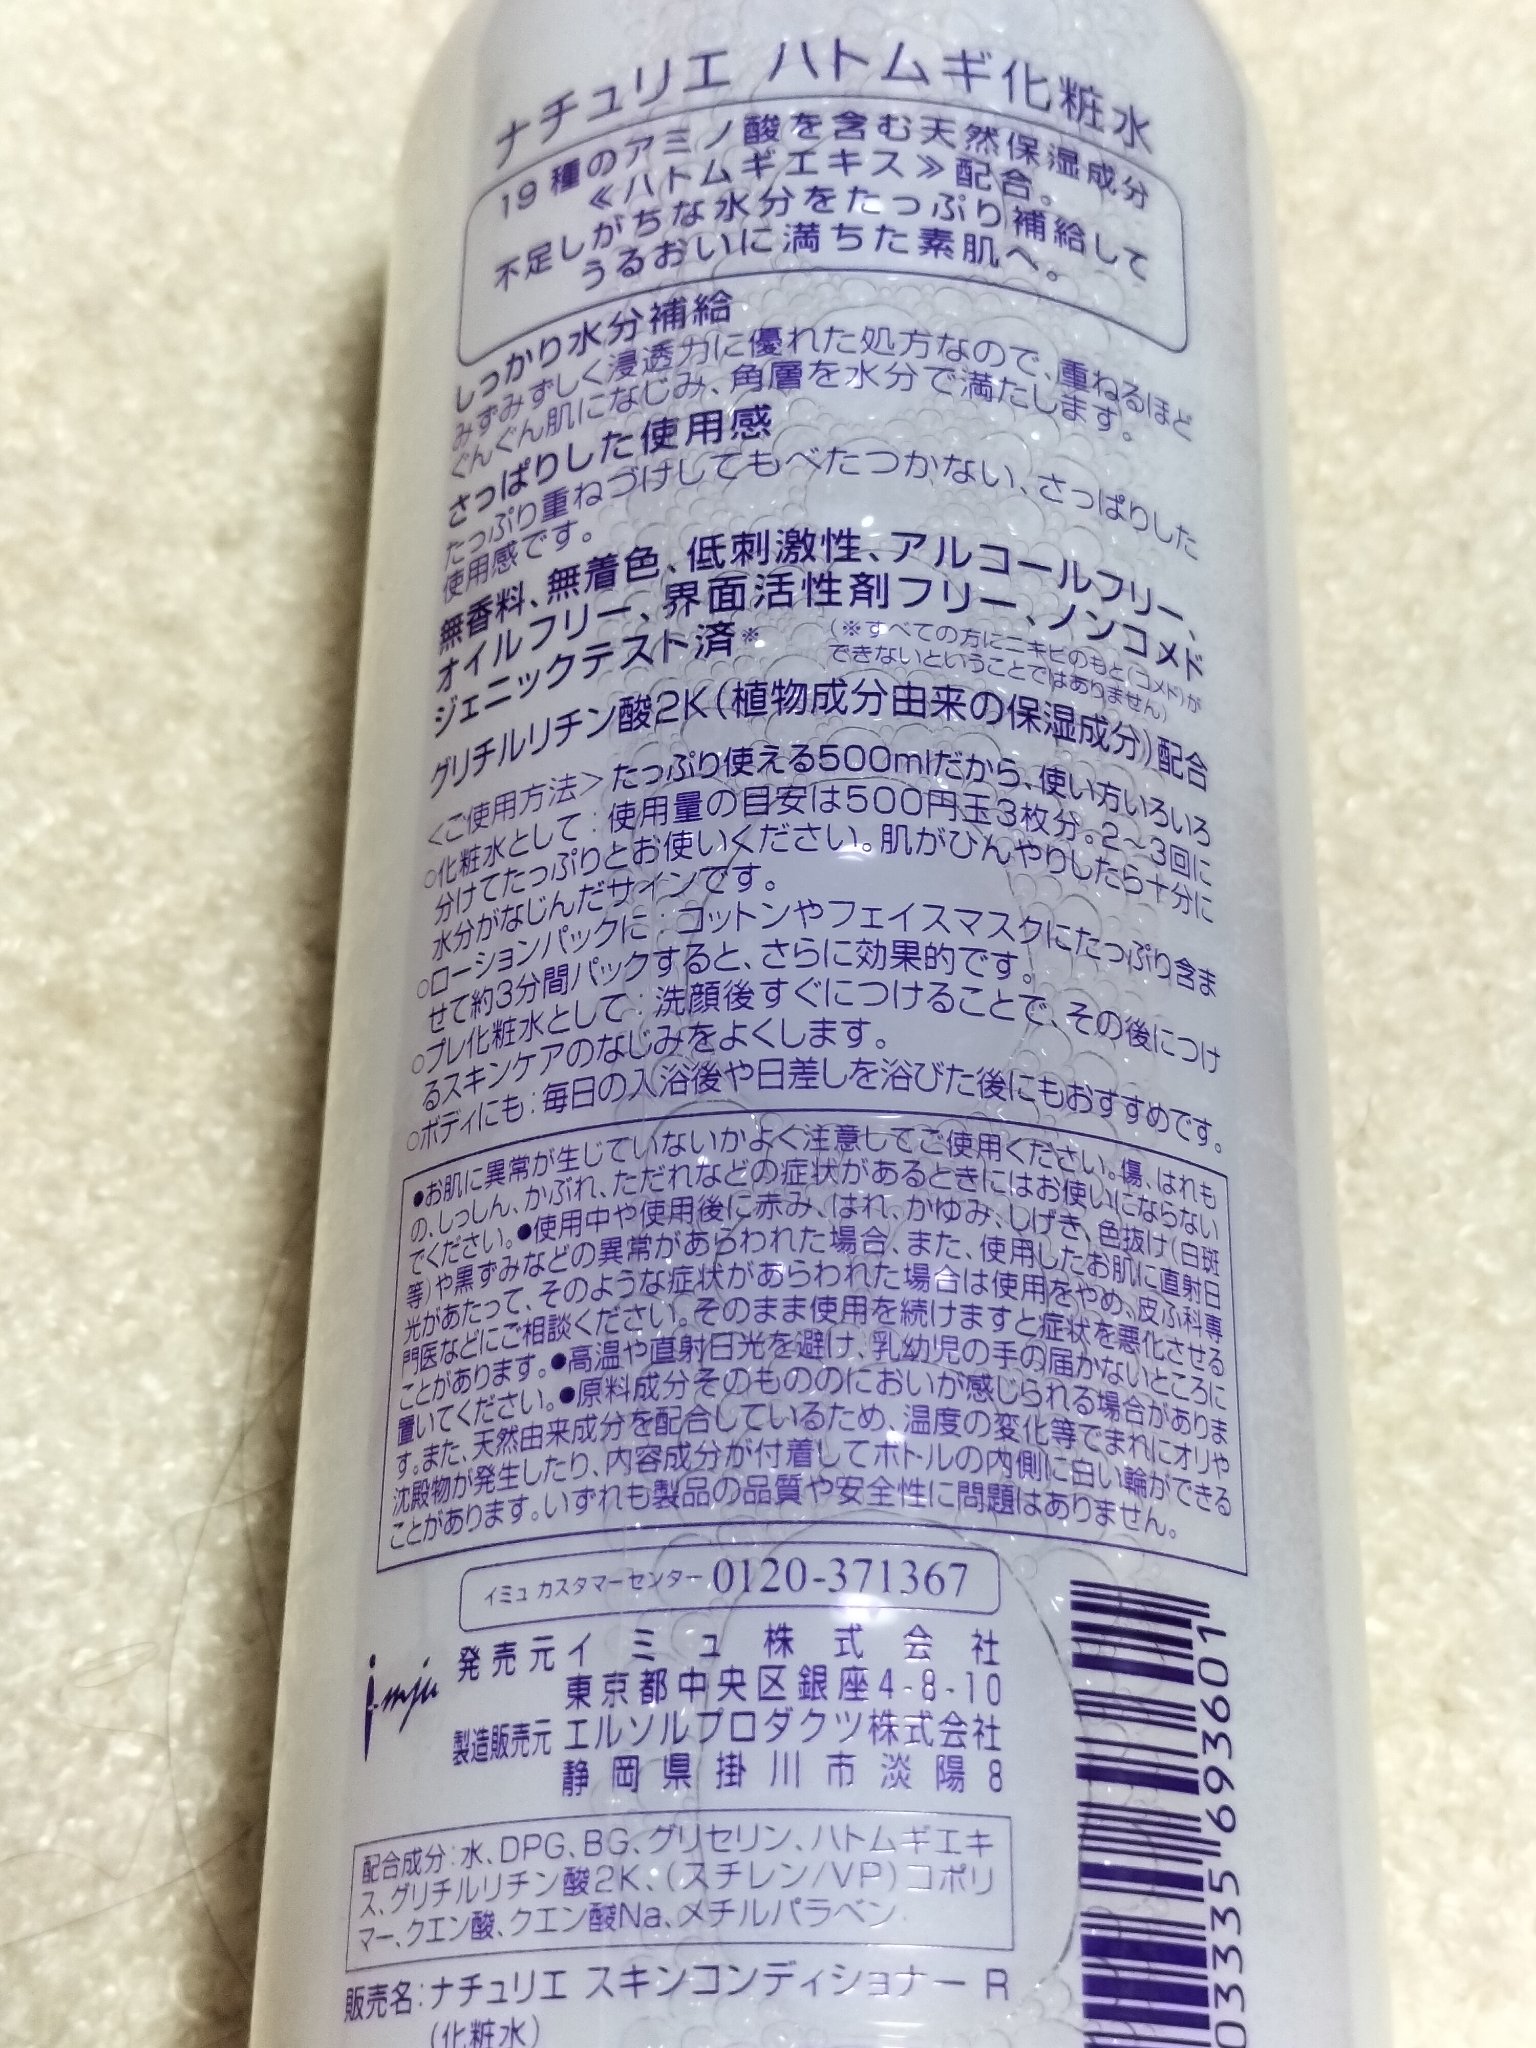 ナチュリエ ハトムギ化粧水
19種のアミノ酸を含む天然保湿成分
≪ハトムギエキス≫配合。
不足しがちな水分をたっぷり補給して
うるおいに満ちた素肌へ。
しっかり水分補給
みずみずしく浸透力に優れた処方なので、重ねるほど
ぐんぐん肌になじみ、角層を水分で満たします。
さっぱりした使用感
たっぷり重ねづけしてもべたつかない、さっぱりした
使用感です。
無香料、無着色、低刺激性、アルコールフリー、
オイルフリー、界面活性剤フリー、ノンコメド
ジェニックテスト済※
(※すべての方にニキビのもと(コメド)が
できないということではありません)
グリチルリチン酸2K(植物成分由来の保湿成分)配合
<ご使用方法>たっぷり使える500mlだから、使い方いろいろ
○化粧水として:使用量の目安は500円玉3枚分。2~3回に
分けてたっぷりとお使いください。肌がひんやりしたら十分に
水分がなじんだサインです。
○ローションパックに:コットンやフェイスマスクにたっぷり含ま
せて約3分間パックすると、さらに効果的です。
○プレ化粧水として:洗顔後すぐにつけることで、その後につけ
るスキンケアのなじみをよくします。
○ボディにも:毎日の入浴後や日差しを浴びた後にもおすすめです。
●お肌に異常が生じていないかよく注意してご使用ください。傷、はれも
の、しっしん、かぶれ、ただれなどの症状があるときにはお使いにならない
でください。●使用中や使用後に赤み、はれ、かゆみ、しげき、色抜け(白斑
等)や黒ずみなどの異常があらわれた場合、また、使用したお肌に直射日
光があたって、そのような症状があらわれた場合は使用をやめ、皮ふ科専
門医などにご相談ください。そのまま使用を続けますと症状を悪化させる
ことがあります。●高温や直射日光を避け、乳幼児の手の届かないところに
置いてください。●原料成分そのもののにおいが感じられる場合がありま
す。また、天然由来成分を配合しているため、温度の変化等でまれにオリや
沈殿物が発生したり、内容成分が付着してボトルの内側に白い輪ができる
ことがあります。いずれも製品の品質や安全性に問題はありません。
イミュ カスタマーセンター 0120-371367
i-mju
発売元 イミュ株式会社
東京都中央区銀座4-8-10
製造販売元 エルソルプロダクツ株式会社
静岡県掛川市淡陽8
配合成分:水、DPG、BG、グリセリン、ハトムギエキ
ス、グリチルリチン酸2K、(スチレン/VP)コポリ
マー、クエン酸、クエン酸Na、メチルパラベン
販売名:ナチュリエ スキンコンディショナー R
(化粧水)
03335 693601